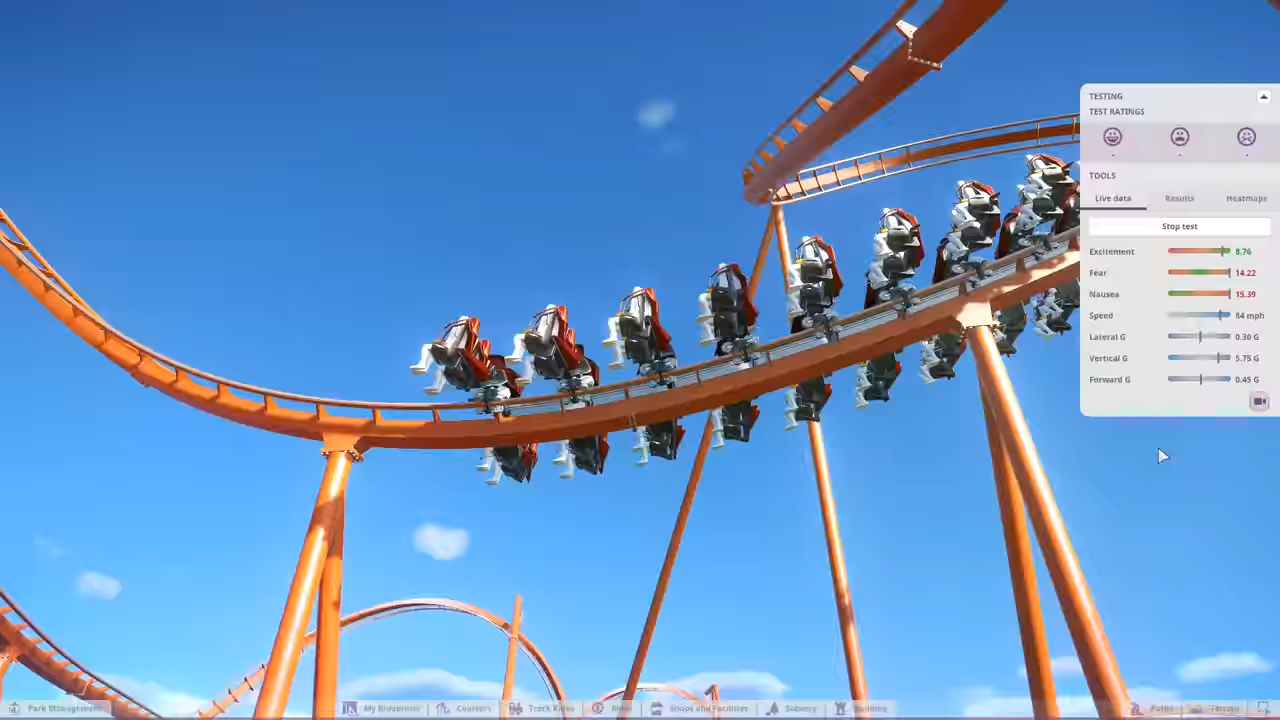 TESTING
TEST RATINGS
- - -
TOOLS
Live data Results Heatmaps
Stop test
Excitement 8.76
Fear 14.22
Nausea 15.39
Speed 84 mph
Lateral G 0.30 G
Vertical G 5.75 G
Forward G 0.45 G
Park Management My Blueprints Coasters Track Rides Rides Shops and Facilities Scenery Building Paths Terrain